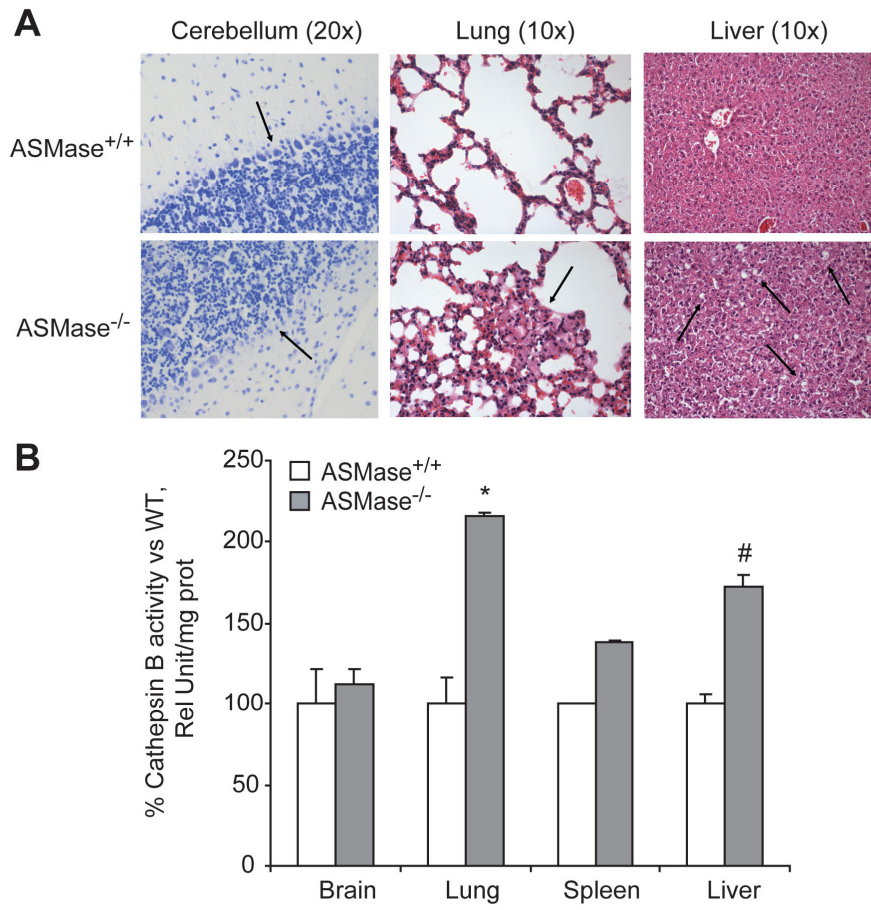 A
Cerebellum (20x) Lung (10x) Liver (10x)
ASMase+/+
ASMase-/-
B
% Cathepsin B activity vs WT,
Rel Unit/mg prot
250
200
150
100
50
0
ASMase+/+
ASMase-/-
*
#
Brain Lung Spleen Liver